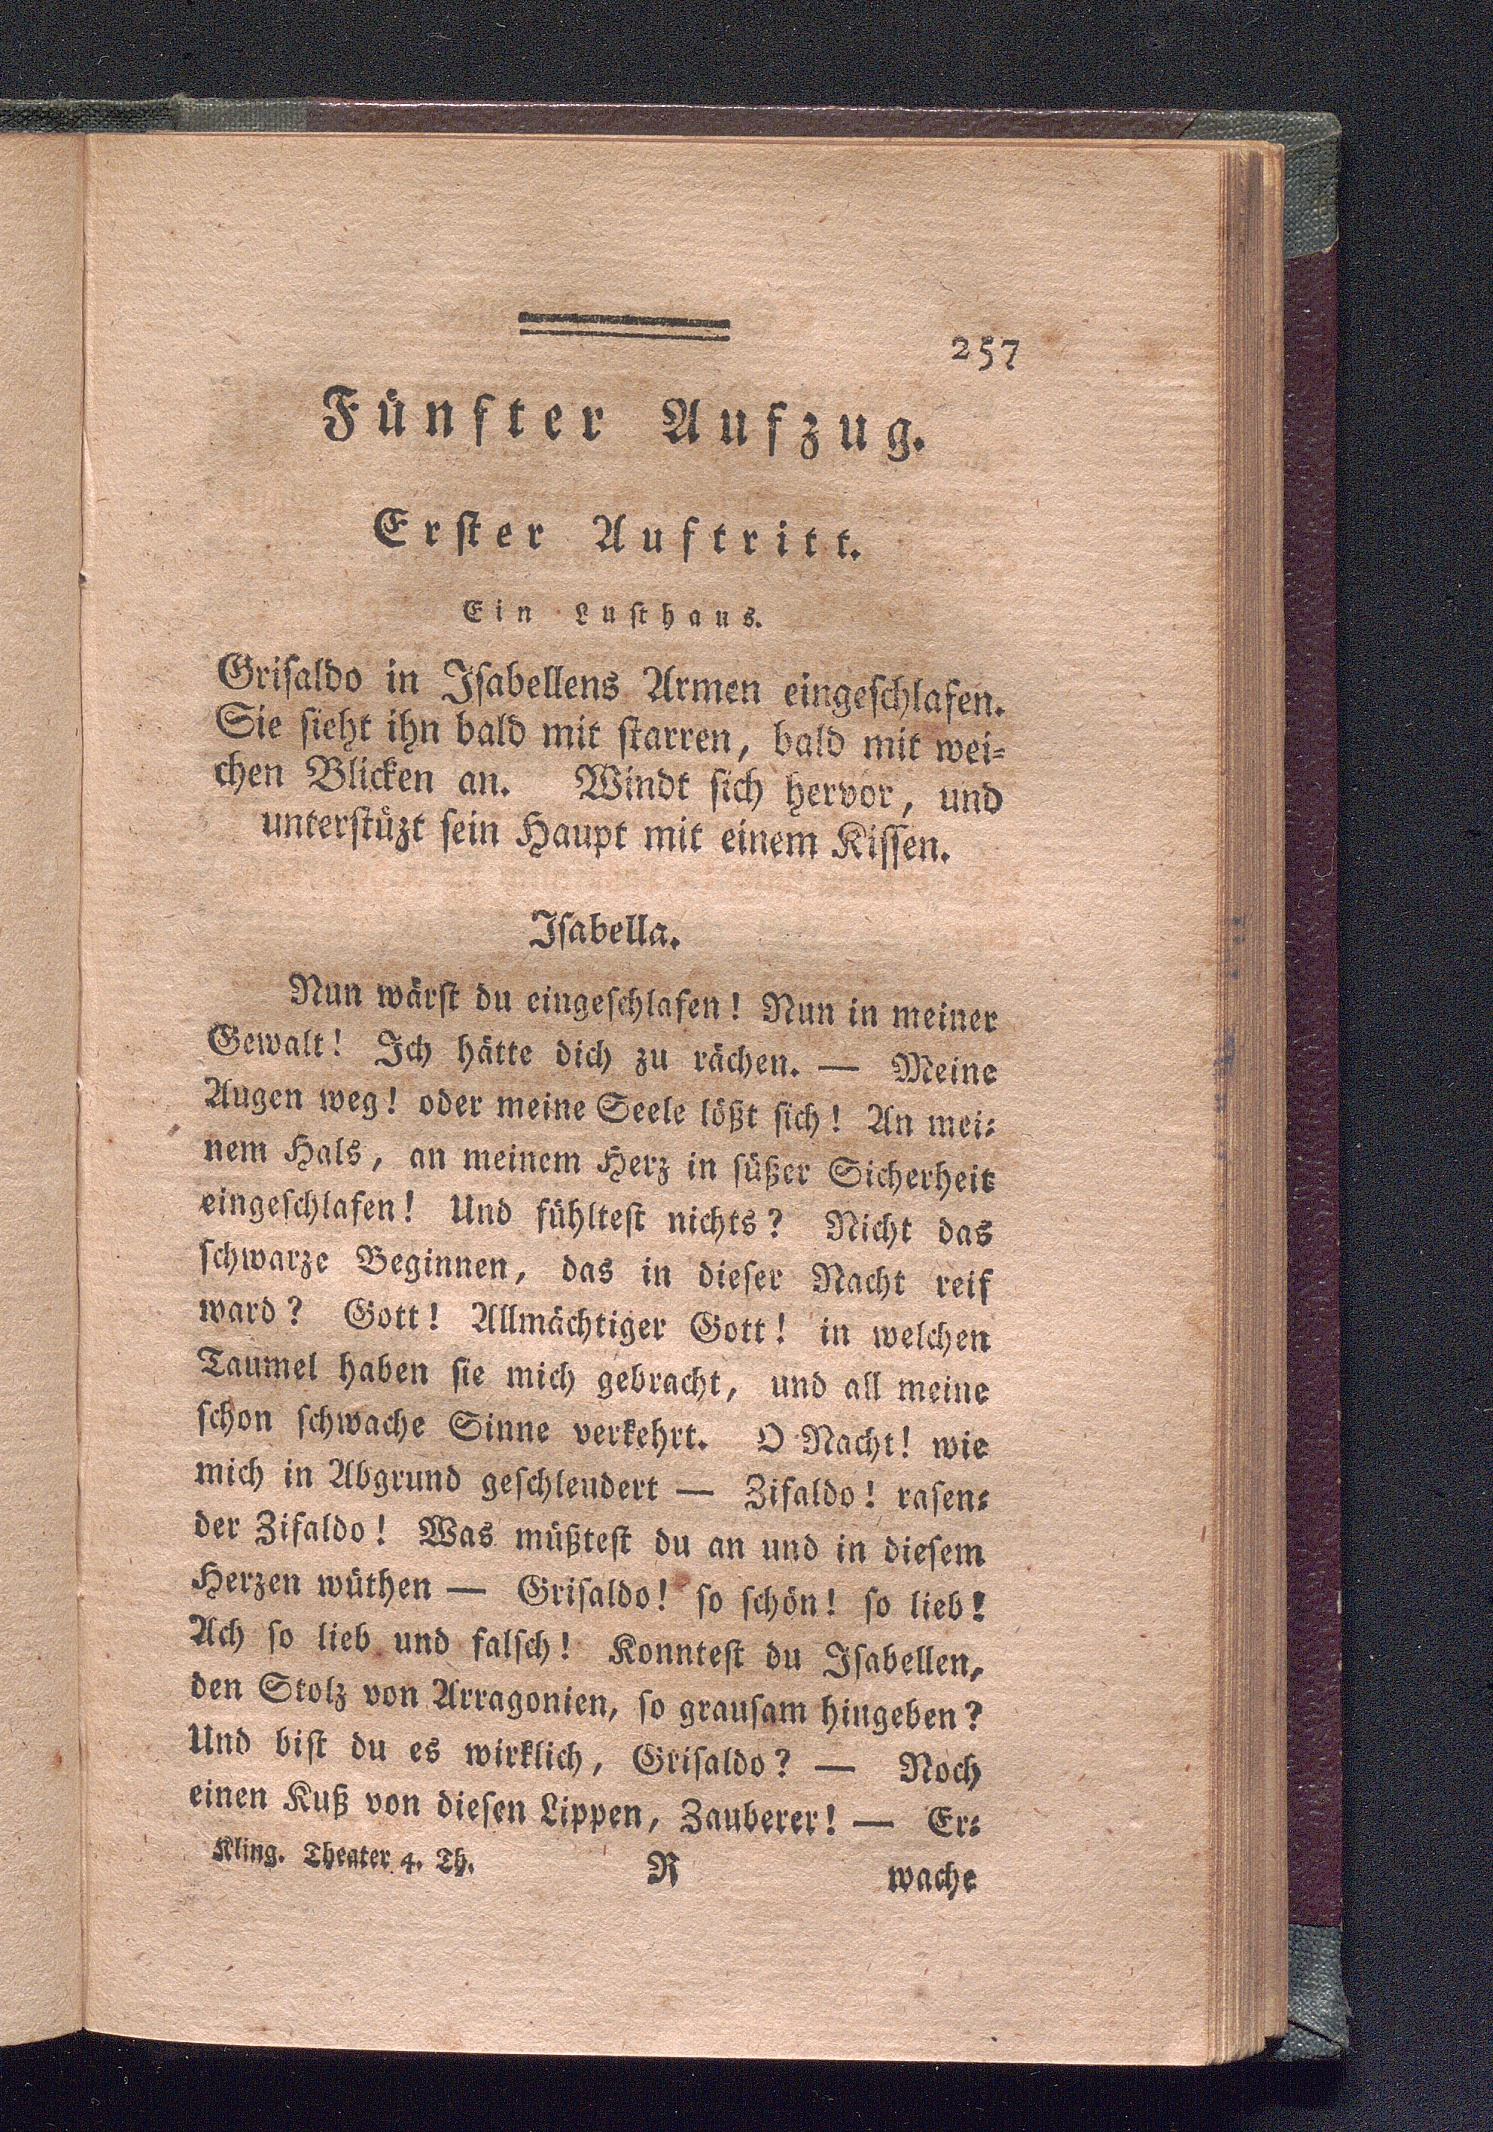 257
Fünfter Aufzug.
Erster Auftritt.
Ein Lusthaus.
Grisaldo in Isabellens Armen eingeschlafen.
Sie sieht ihn bald mit starren, bald mit wei-
chen Blicken an. Windt sich hervor, und
unterstüzt sein Haupt mit einem Kissen.
Isabella.
Nun wärst du eingeschlafen! Nun in meiner
Gewalt! Ich hätte dich zu rächen. — Meine
Augen weg! oder meine Seele lößt sich! An mei-
nem Hals, an meinem Herz in süßer Sicherheit
eingeschlafen! Und fühltest nichts? Nicht das
schwarze Beginnen, das in dieser Nacht reif
ward? Gott! Allmächtiger Gott! in welchen
Taumel haben sie mich gebracht, und all meine
schon schwache Sinne verkehrt. O Nacht! wie
mich in Abgrund geschleudert — Zifaldo! rasen-
der Zifaldo! Was müßtest du an und in diesem
Herzen wüthen — Grisaldo! so schön! so lieb!
Ach so lieb und falsch! Konntest du Isabellen,
den Stolz von Arragonien, so grausam hingeben?
Und bist du es wirklich, Grisaldo? — Noch
einen Kuß von diesen Lippen, Zauberer! — Er-
Kling. Theater 4. Th. R wache